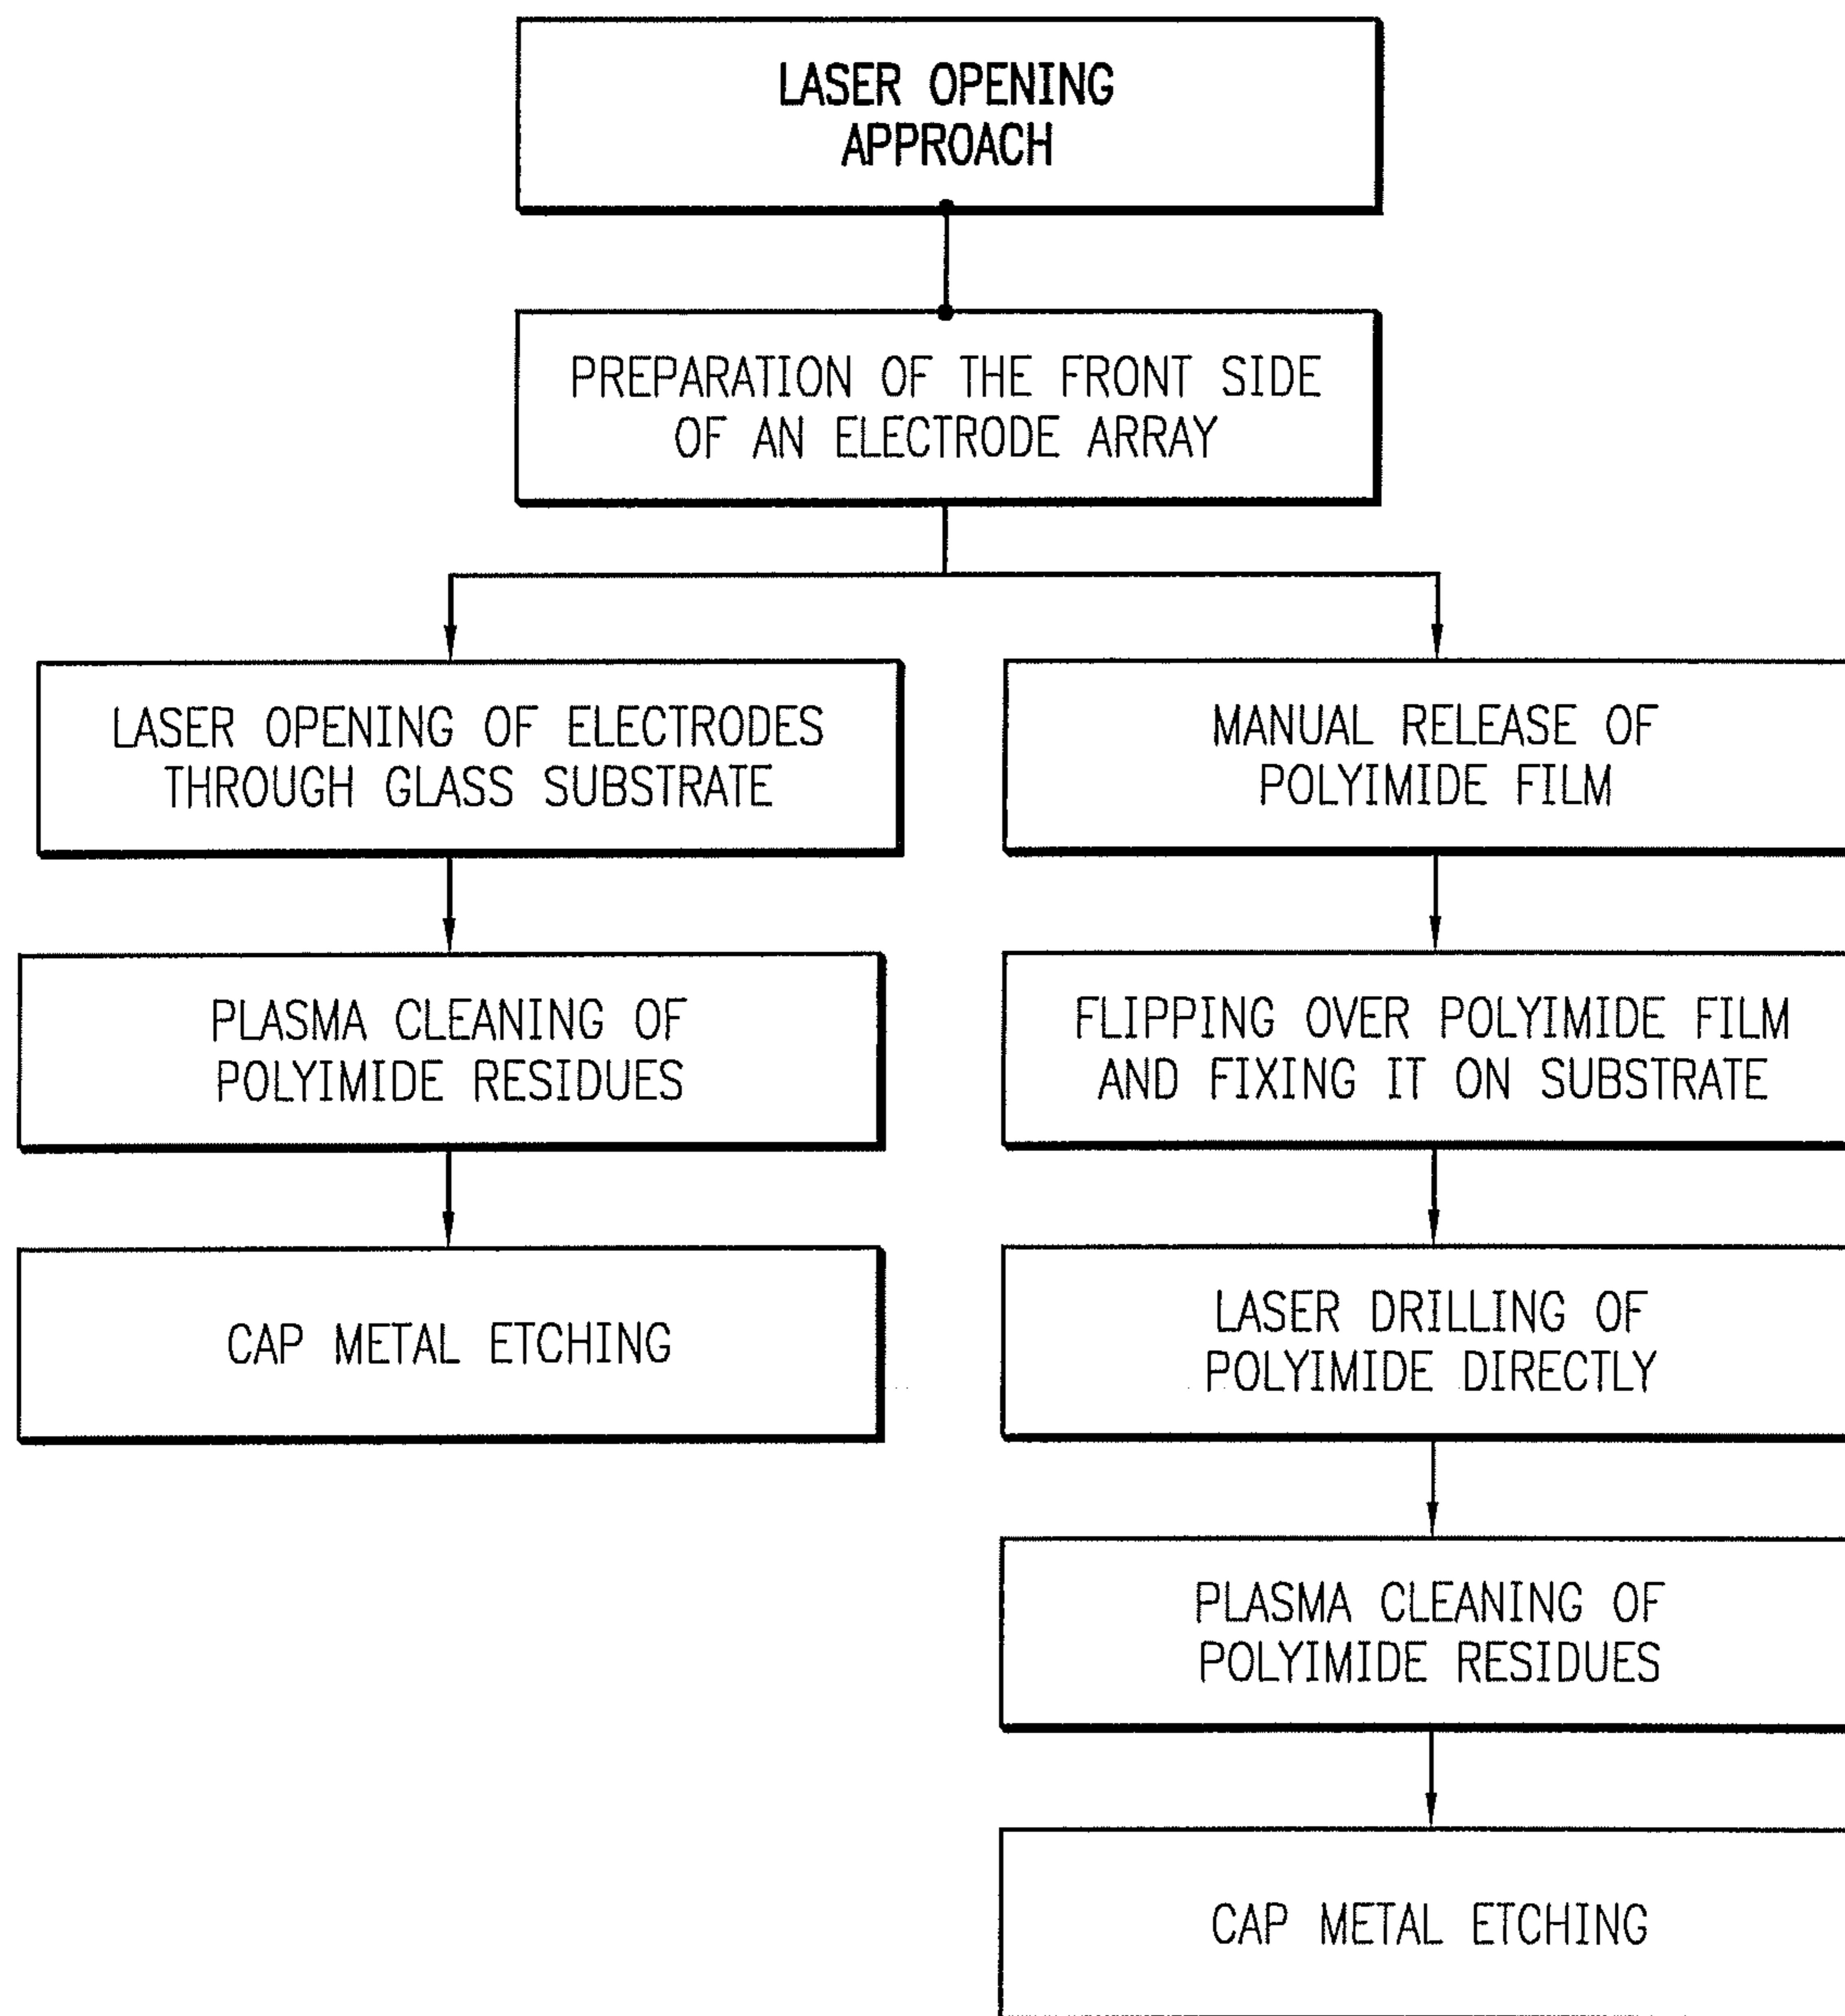 LASER OPENING
APPROACH
PREPARATION OF THE FRONT SIDE
OF AN ELECTRODE ARRAY
LASER OPENING OF ELECTRODES
THROUGH GLASS SUBSTRATE
PLASMA CLEANING OF
POLYIMIDE RESIDUES
CAP METAL ETCHING
MANUAL RELEASE OF
POLYIMIDE FILM
FLIPPING OVER POLYIMIDE FILM
AND FIXING IT ON SUBSTRATE
LASER DRILLING OF
POLYIMIDE DIRECTLY
PLASMA CLEANING OF
POLYIMIDE RESIDUES
CAP METAL ETCHING